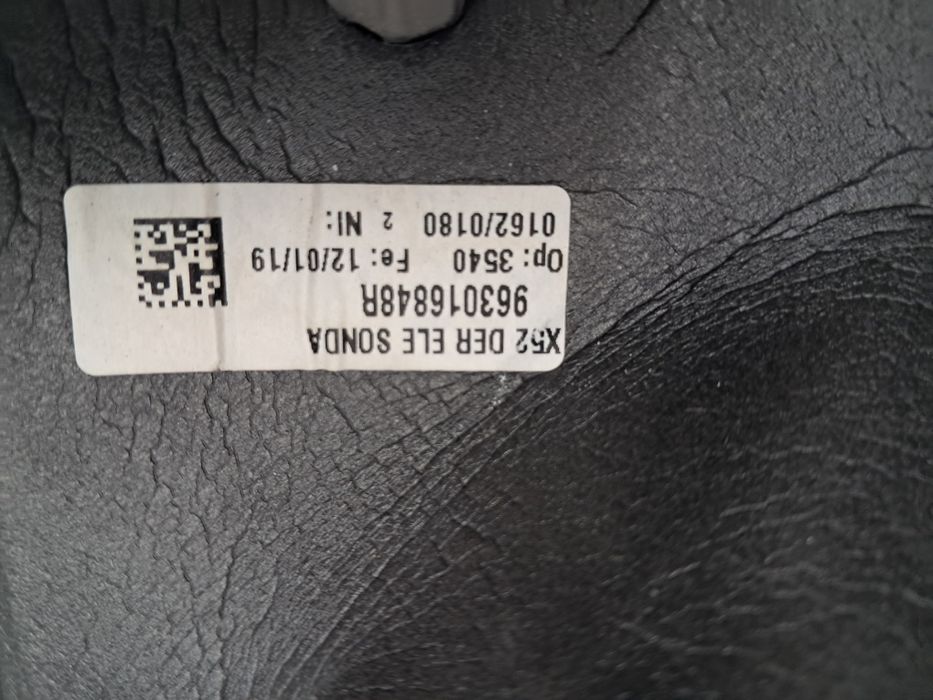 X52 DER ELE SONDA
963016848R
Op: 3540 Fe: 12/01/19
0162/0180 2 NI: